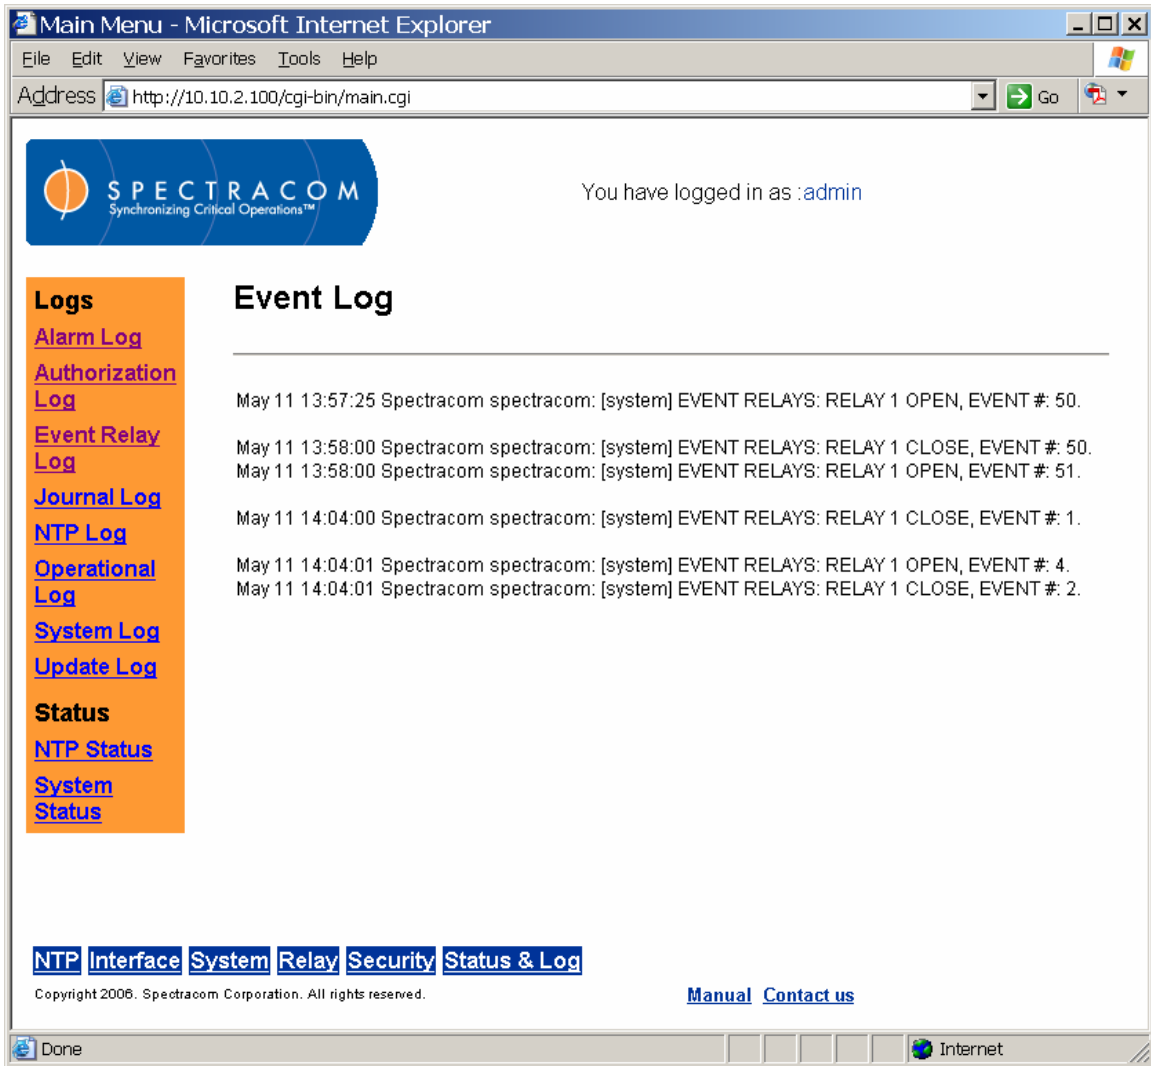 Main Menu - Microsoft Internet Explorer
File Edit View Favorites Tools Help
Address http://10.10.2.100/cgi-bin/main.cgi Go
SPECTRACOM
Synchronizing Critical Operations™
You have logged in as :admin
Logs
Alarm Log
Authorization
Log
Event Relay
Log
Journal Log
NTP Log
Operational
Log
System Log
Update Log
Status
NTP Status
System
Status
Event Log
May 11 13:57:25 Spectracom spectracom: [system] EVENT RELAYS: RELAY 1 OPEN, EVENT #: 50.
May 11 13:58:00 Spectracom spectracom: [system] EVENT RELAYS: RELAY 1 CLOSE, EVENT #: 50.
May 11 13:58:00 Spectracom spectracom: [system] EVENT RELAYS: RELAY 1 OPEN, EVENT #: 51.
May 11 14:04:00 Spectracom spectracom: [system] EVENT RELAYS: RELAY 1 CLOSE, EVENT #: 1.
May 11 14:04:01 Spectracom spectracom: [system] EVENT RELAYS: RELAY 1 OPEN, EVENT #: 4.
May 11 14:04:01 Spectracom spectracom: [system] EVENT RELAYS: RELAY 1 CLOSE, EVENT #: 2.
NTP Interface System Relay Security Status & Log
Copyright 2006. Spectracom Corporation. All rights reserved.
Manual Contact us
Done Internet